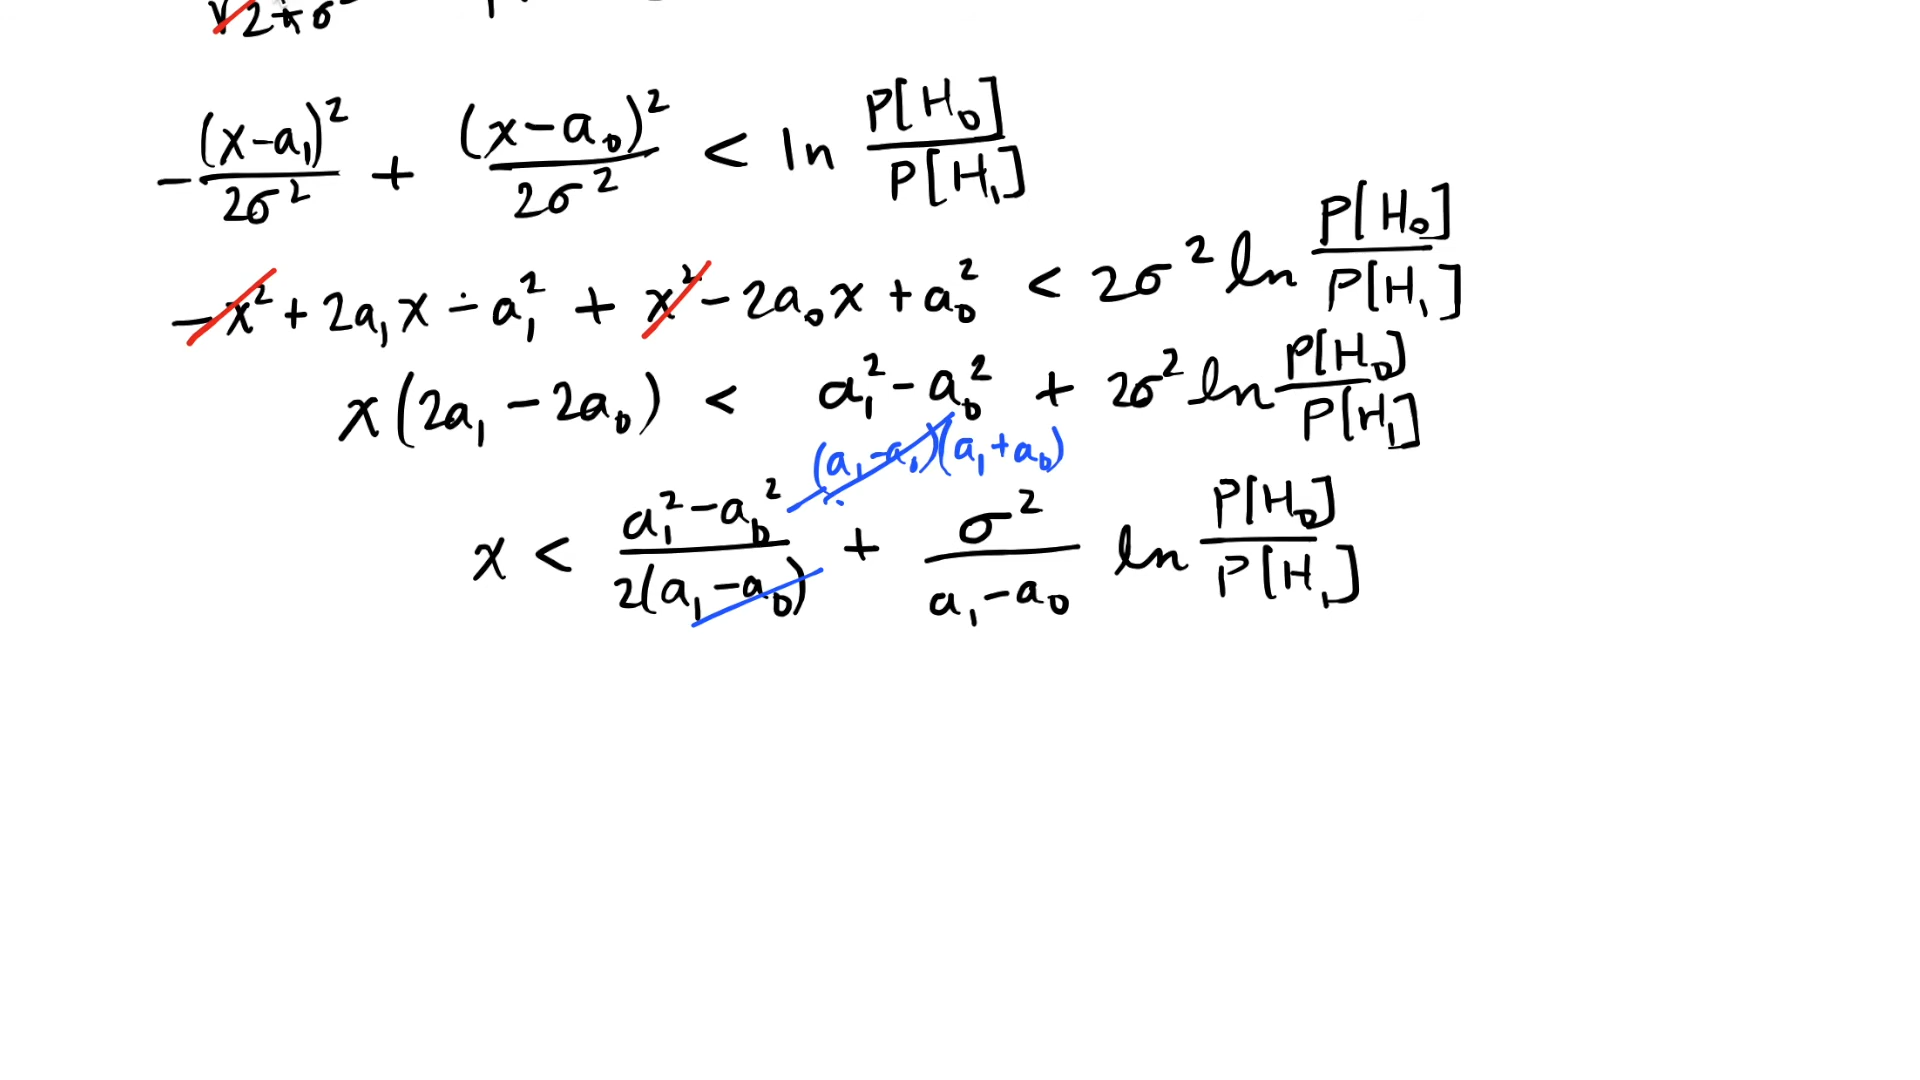 √2πσ²
-(x-a₁)²/2σ² + (x-a₀)²/2σ² < ln P[H₀]/P[H₁]
-x² + 2a₁x - a₁² + x² - 2a₀x + a₀² < 2σ² ln P[H₀]/P[H₁]
x(2a₁ - 2a₀) < a₁² - a₀² + 2σ² ln P[H₀]/P[H₁]
(a₁-a₀)(a₁+a₀)
x < a₁²-a₀²/2(a₁-a₀) + σ²/a₁-a₀ ln P[H₀]/P[H₁]